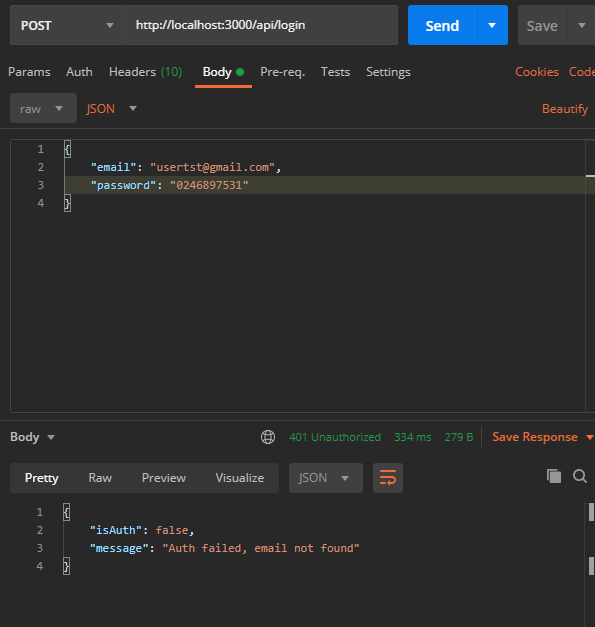 POST http://localhost:3000/api/login Send Save
Params Auth Headers (10) Body Pre-req. Tests Settings Cookies Code
raw JSON Beautify
1 {
2 "email": "usertst@gmail.com",
3 "password": "0246897531"
4 }
Body 401 Unauthorized 334 ms 279 B Save Response
Pretty Raw Preview Visualize JSON
1 {
2 "isAuth": false,
3 "message": "Auth failed, email not found"
4 }